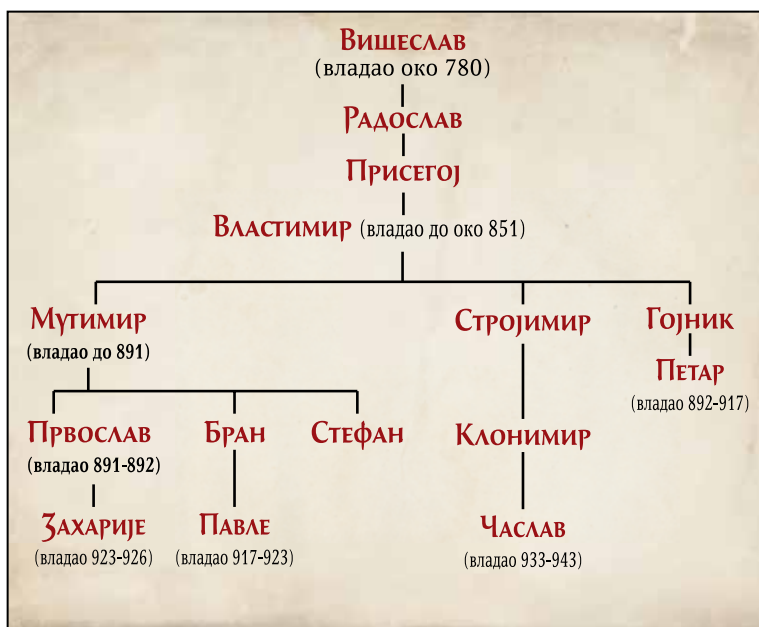 Вишеслав
(владао око 780)
Радослав
Присегој
Властимир (владао до око 851)
Мутимир
(владао до 891)
Стројимир
Гојник
Петар
(владао 892-917)
Првослав
(владао 891-892)
Бран
Стефан
Клонимир
Захарије
(владао 923-926)
Павле
(владао 917-923)
Часлав
(владао 933-943)